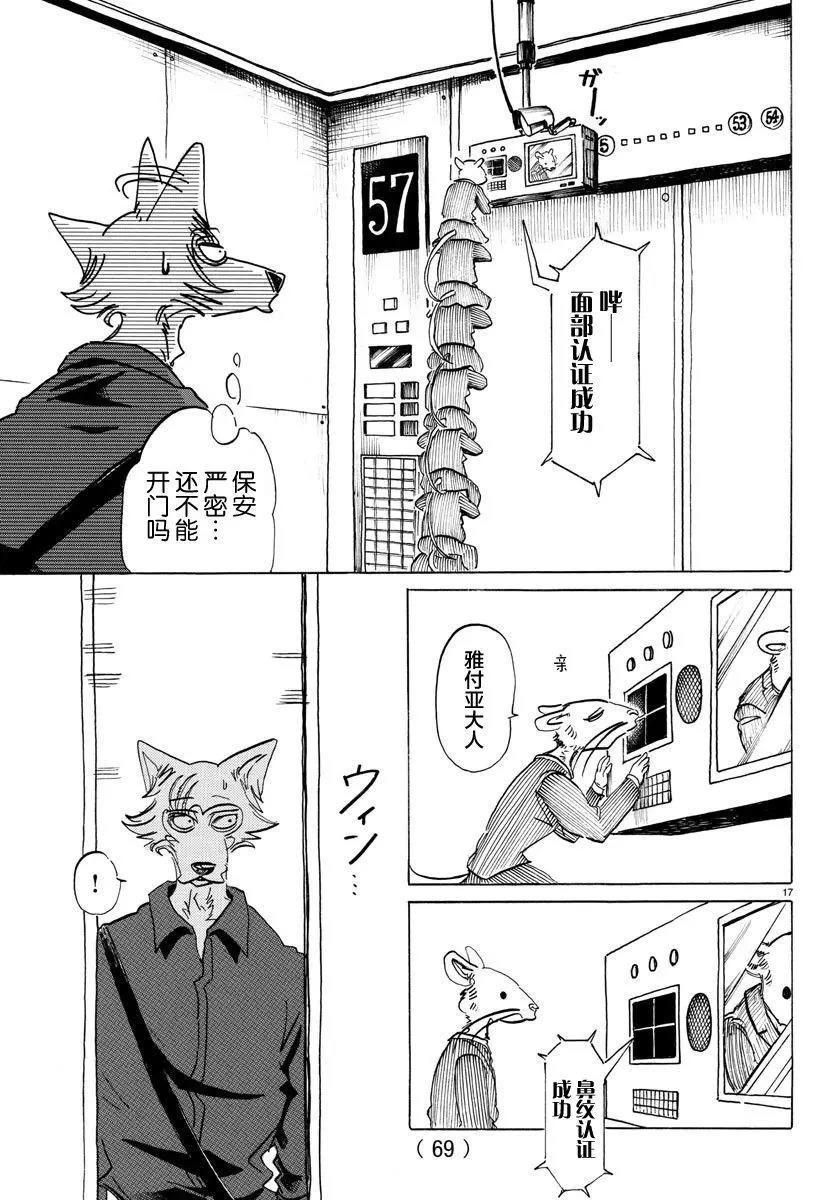 ガーッ
57
5
53
54
哔——
面部认证成功
保安
严密…
还不能
开门吗
亲
雅付亚大人
17
鼻纹认证
成功
ウィン…
！
（69）